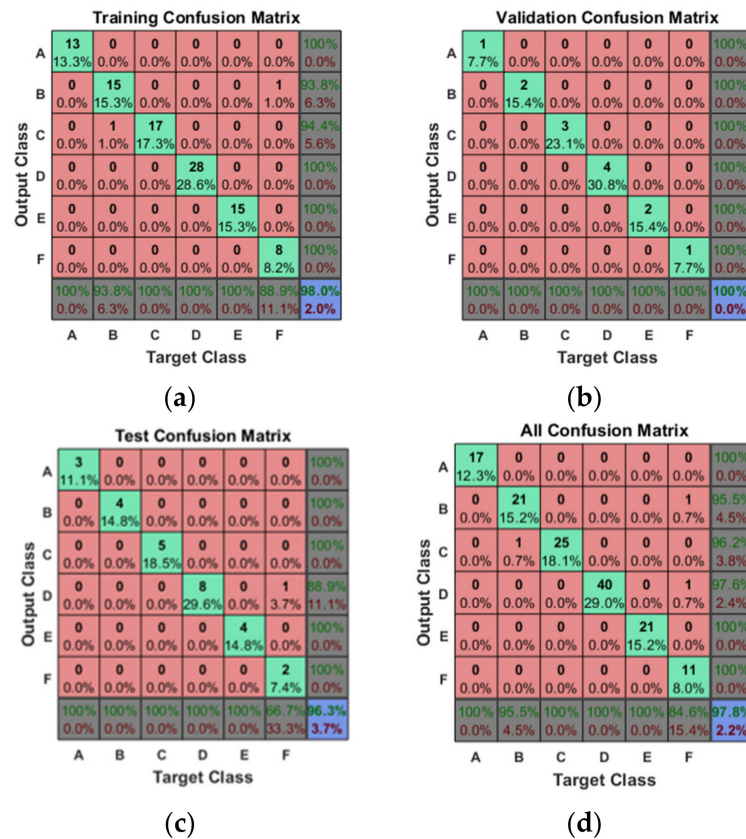 Training Confusion Matrix
A 13 0 0 0 0 0 100%
13.3% 0.0% 0.0% 0.0% 0.0% 0.0% 0.0%
B 0 15 0 0 0 1 93.8%
0.0% 15.3% 0.0% 0.0% 0.0% 1.0% 6.3%
C 0 1 17 0 0 0 94.4%
0.0% 1.0% 17.3% 0.0% 0.0% 0.0% 5.6%
D 0 0 0 28 0 0 100%
0.0% 0.0% 0.0% 28.6% 0.0% 0.0% 0.0%
E 0 0 0 0 15 0 100%
0.0% 0.0% 0.0% 0.0% 15.3% 0.0% 0.0%
F 0 0 0 0 0 8 100%
0.0% 0.0% 0.0% 0.0% 0.0% 8.2% 0.0%
100% 93.8% 100% 100% 100% 88.9% 98.0%
0.0% 6.3% 0.0% 0.0% 0.0% 11.1% 2.0%
A B C D E F
Output Class
Target Class
(a)
Validation Confusion Matrix
A 1 0 0 0 0 0 100%
7.7% 0.0% 0.0% 0.0% 0.0% 0.0% 0.0%
B 0 2 0 0 0 0 100%
0.0% 15.4% 0.0% 0.0% 0.0% 0.0% 0.0%
C 0 0 3 0 0 0 100%
0.0% 0.0% 23.1% 0.0% 0.0% 0.0% 0.0%
D 0 0 0 4 0 0 100%
0.0% 0.0% 0.0% 30.8% 0.0% 0.0% 0.0%
E 0 0 0 0 2 0 100%
0.0% 0.0% 0.0% 0.0% 15.4% 0.0% 0.0%
F 0 0 0 0 0 1 100%
0.0% 0.0% 0.0% 0.0% 0.0% 7.7% 0.0%
100% 100% 100% 100% 100% 100% 100%
0.0% 0.0% 0.0% 0.0% 0.0% 0.0% 0.0%
A B C D E F
Output Class
Target Class
(b)
Test Confusion Matrix
A 3 0 0 0 0 0 100%
11.1% 0.0% 0.0% 0.0% 0.0% 0.0% 0.0%
B 0 4 0 0 0 0 100%
0.0% 14.8% 0.0% 0.0% 0.0% 0.0% 0.0%
C 0 0 5 0 0 0 100%
0.0% 0.0% 18.5% 0.0% 0.0% 0.0% 0.0%
D 0 0 0 8 0 1 88.9%
0.0% 0.0% 0.0% 29.6% 0.0% 3.7% 11.1%
E 0 0 0 0 4 0 100%
0.0% 0.0% 0.0% 0.0% 14.8% 0.0% 0.0%
F 0 0 0 0 0 2 100%
0.0% 0.0% 0.0% 0.0% 0.0% 7.4% 0.0%
100% 100% 100% 100% 100% 66.7% 96.3%
0.0% 0.0% 0.0% 0.0% 0.0% 33.3% 3.7%
A B C D E F
Output Class
Target Class
(c)
All Confusion Matrix
A 17 0 0 0 0 0 100%
12.3% 0.0% 0.0% 0.0% 0.0% 0.0% 0.0%
B 0 21 0 0 0 1 95.5%
0.0% 15.2% 0.0% 0.0% 0.0% 0.7% 4.5%
C 0 1 25 0 0 0 96.2%
0.0% 0.7% 18.1% 0.0% 0.0% 0.0% 3.8%
D 0 0 0 40 0 1 97.6%
0.0% 0.0% 0.0% 29.0% 0.0% 0.7% 2.4%
E 0 0 0 0 21 0 100%
0.0% 0.0% 0.0% 0.0% 15.2% 0.0% 0.0%
F 0 0 0 0 0 11 100%
0.0% 0.0% 0.0% 0.0% 0.0% 8.0% 0.0%
100% 95.5% 100% 100% 100% 84.6% 97.8%
0.0% 4.5% 0.0% 0.0% 0.0% 15.4% 2.2%
A B C D E F
Output Class
Target Class
(d)